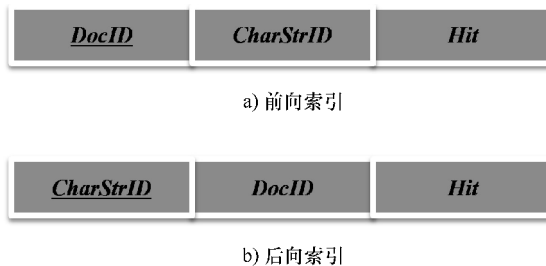 DocID CharStrID Hit
a) 前向索引
CharStrID DocID Hit
b) 后向索引